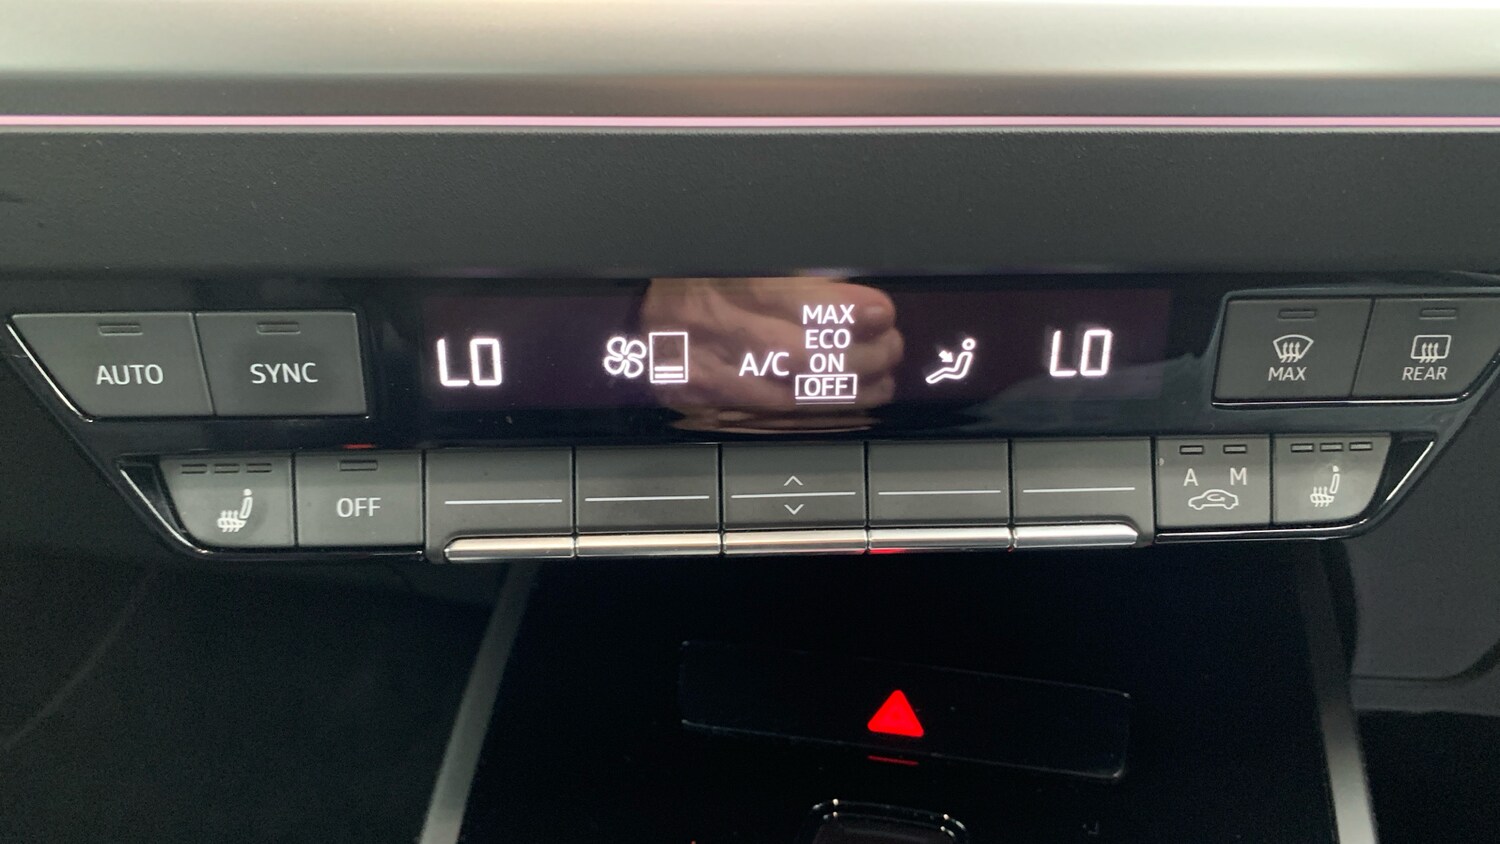 AUTO
SYNC
LO
A/C
MAX
ECO
ON
OFF
LO
MAX
REAR
OFF
A M